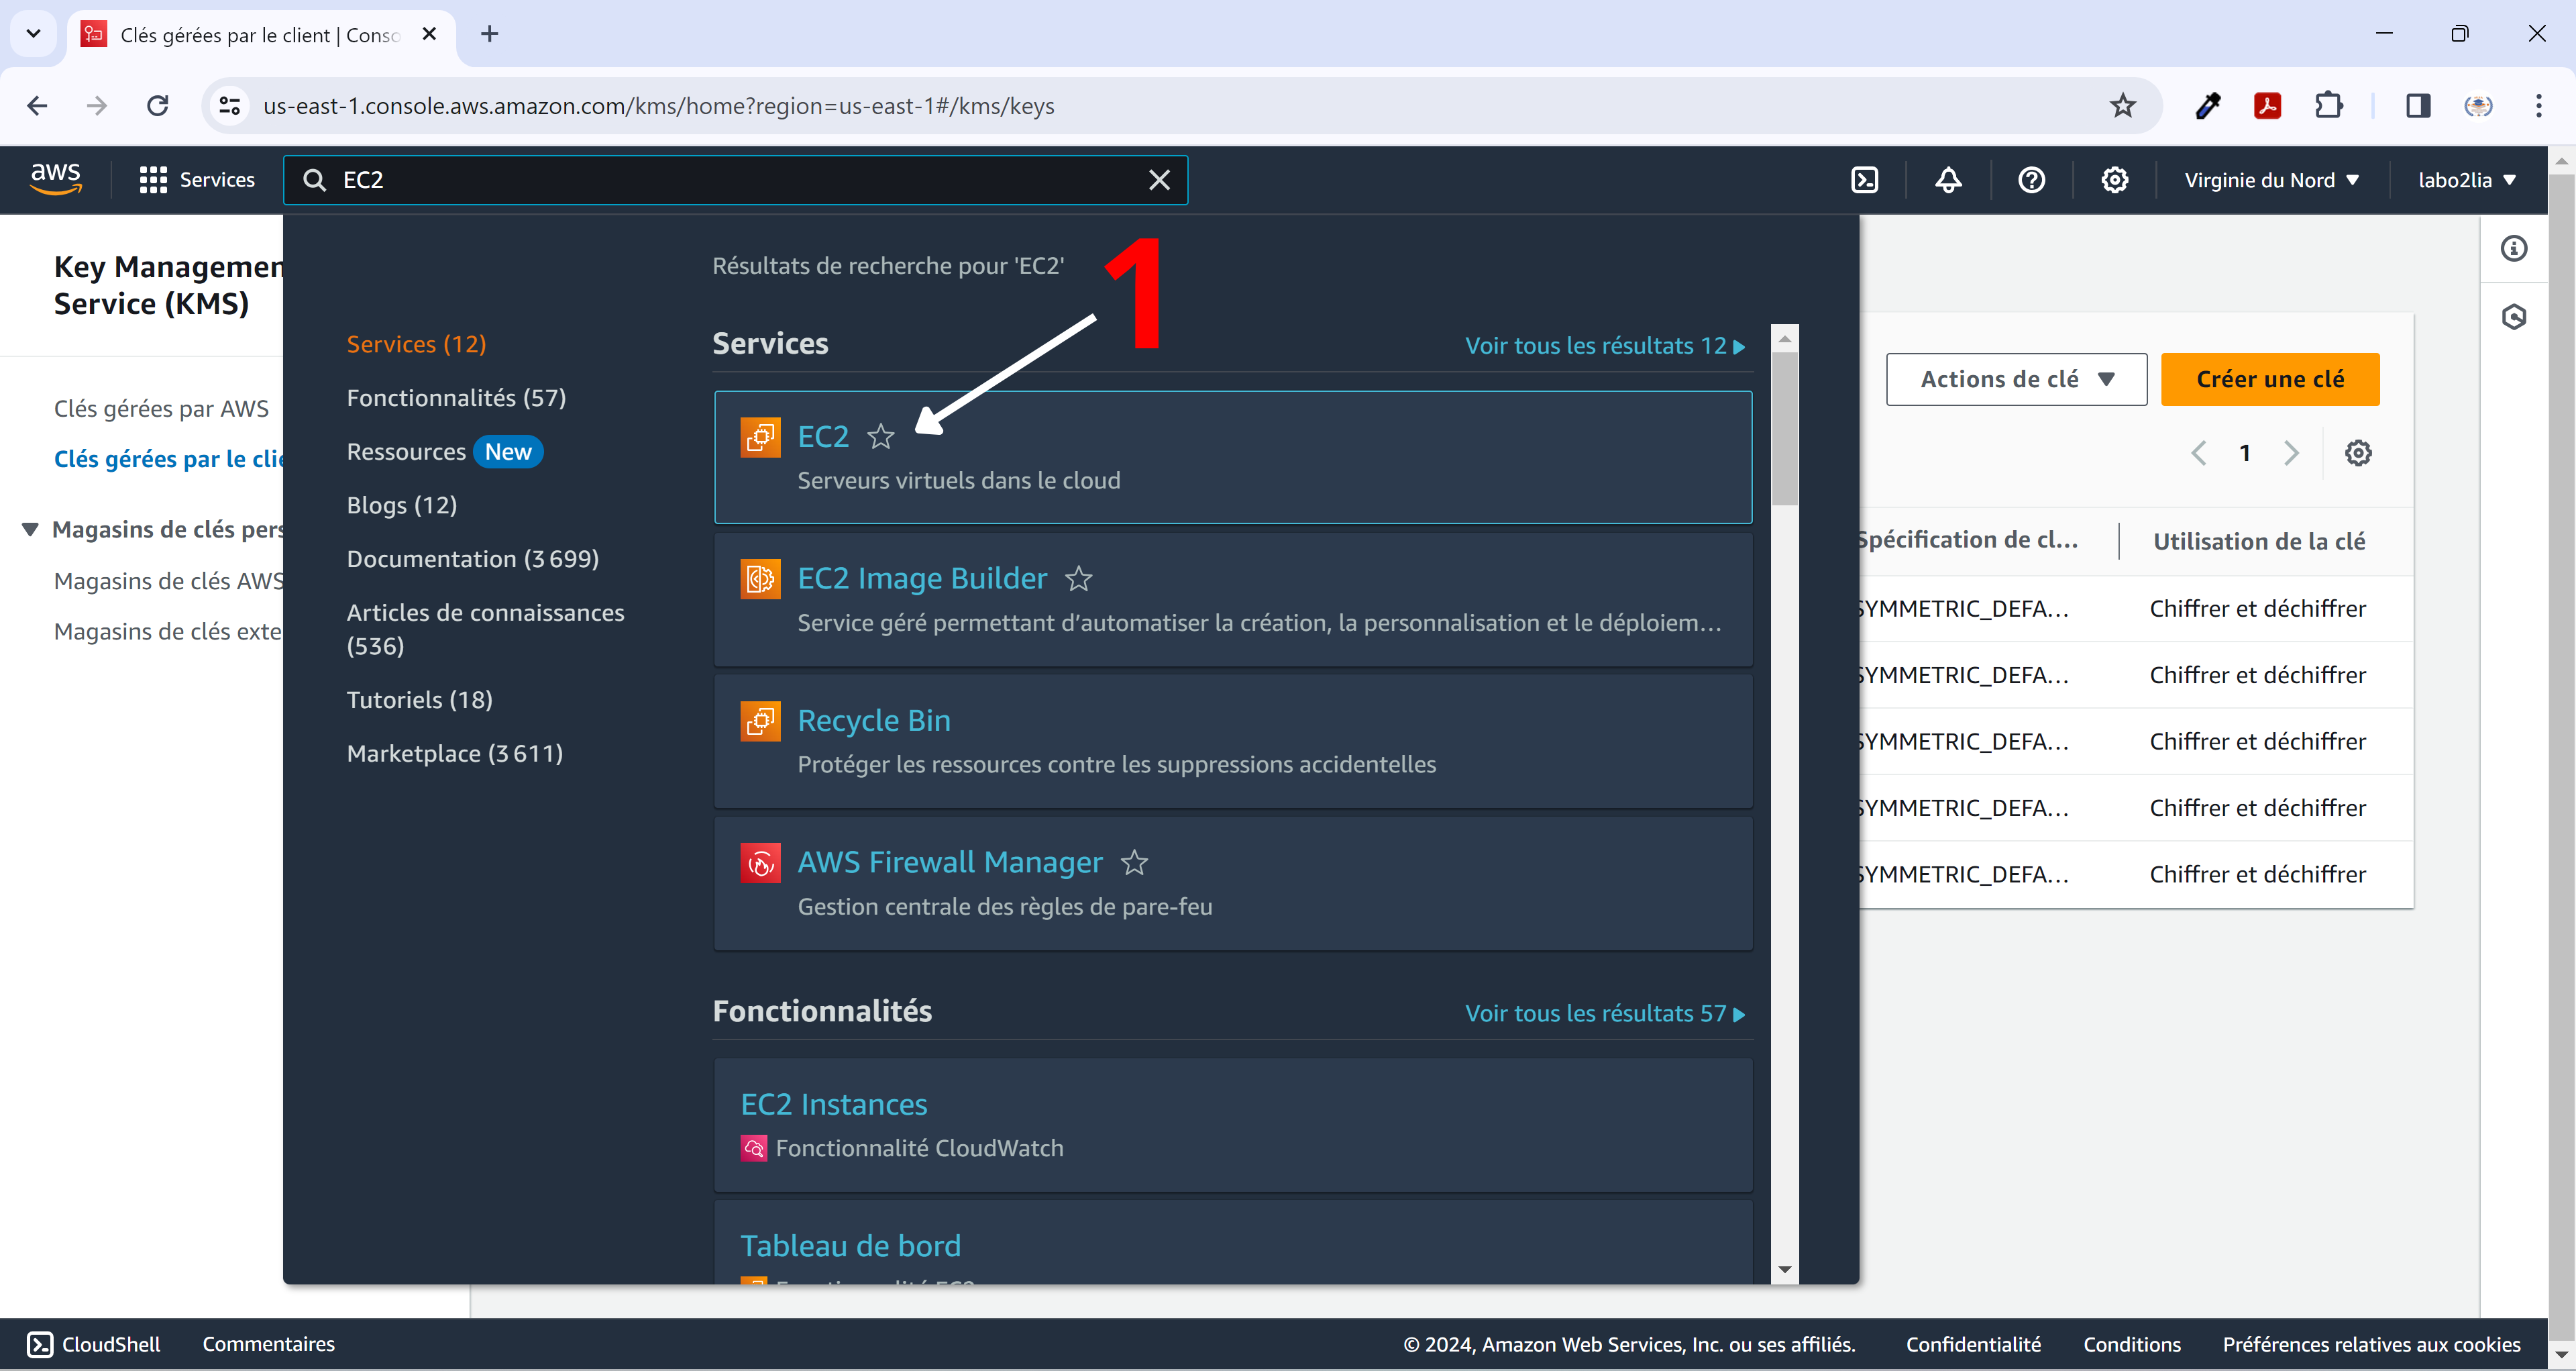 Clés gérées par le client | Conso
us-east-1.console.aws.amazon.com/kms/home?region=us-east-1#/kms/keys
aws
Services
EC2
Virginie du Nord
labo2lia
Key Managemen
Service (KMS)
Clés gérées par AWS
Clés gérées par le clie
Magasins de clés pers
Magasins de clés AWS
Magasins de clés exte
Résultats de recherche pour 'EC2'
1
Services (12)
Fonctionnalités (57)
Ressources New
Blogs (12)
Documentation (3 699)
Articles de connaissances
(536)
Tutoriels (18)
Marketplace (3 611)
Services
Voir tous les résultats 12
EC2
Serveurs virtuels dans le cloud
EC2 Image Builder
Service géré permettant d’automatiser la création, la personnalisation et le déploiem...
Recycle Bin
Protéger les ressources contre les suppressions accidentelles
AWS Firewall Manager
Gestion centrale des règles de pare-feu
Fonctionnalités
Voir tous les résultats 57
EC2 Instances
Fonctionnalité CloudWatch
Tableau de bord
Actions de clé
Créer une clé
1
Spécification de cl...
Utilisation de la clé
SYMMETRIC_DEFA...
Chiffrer et déchiffrer
SYMMETRIC_DEFA...
Chiffrer et déchiffrer
SYMMETRIC_DEFA...
Chiffrer et déchiffrer
SYMMETRIC_DEFA...
Chiffrer et déchiffrer
SYMMETRIC_DEFA...
Chiffrer et déchiffrer
CloudShell
Commentaires
© 2024, Amazon Web Services, Inc. ou ses affiliés.
Confidentialité
Conditions
Préférences relatives aux cookies